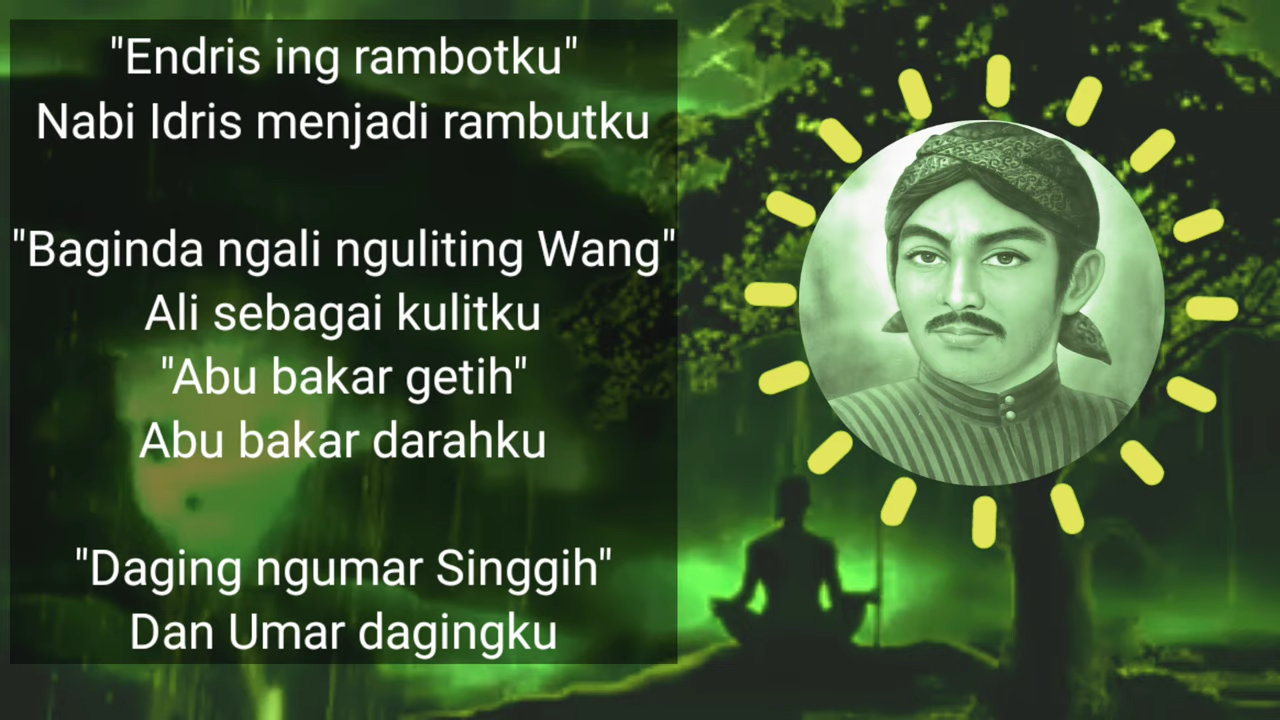 "Endris ing rambotku"
Nabi Idris menjadi rambutku
"Baginda ngali nguliting Wang"
Ali sebagai kulitku
"Abu bakar getih"
Abu bakar darahku
"Daging ngumar Singgih"
Dan Umar dagingku